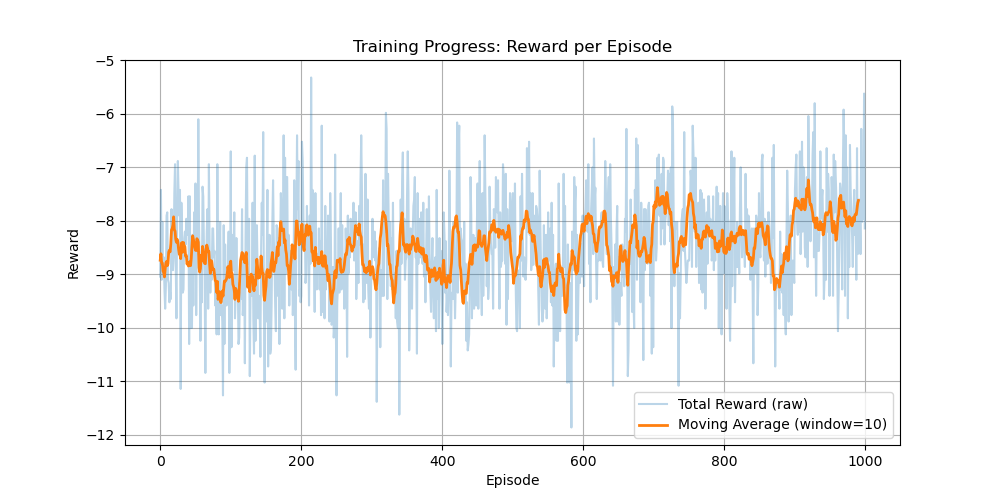 Training Progress: Reward per Episode
Reward
−5
−6
−7
−8
−9
−10
−11
−12
Total Reward (raw)
Moving Average (window=10)
0 200 400 600 800 1000
Episode